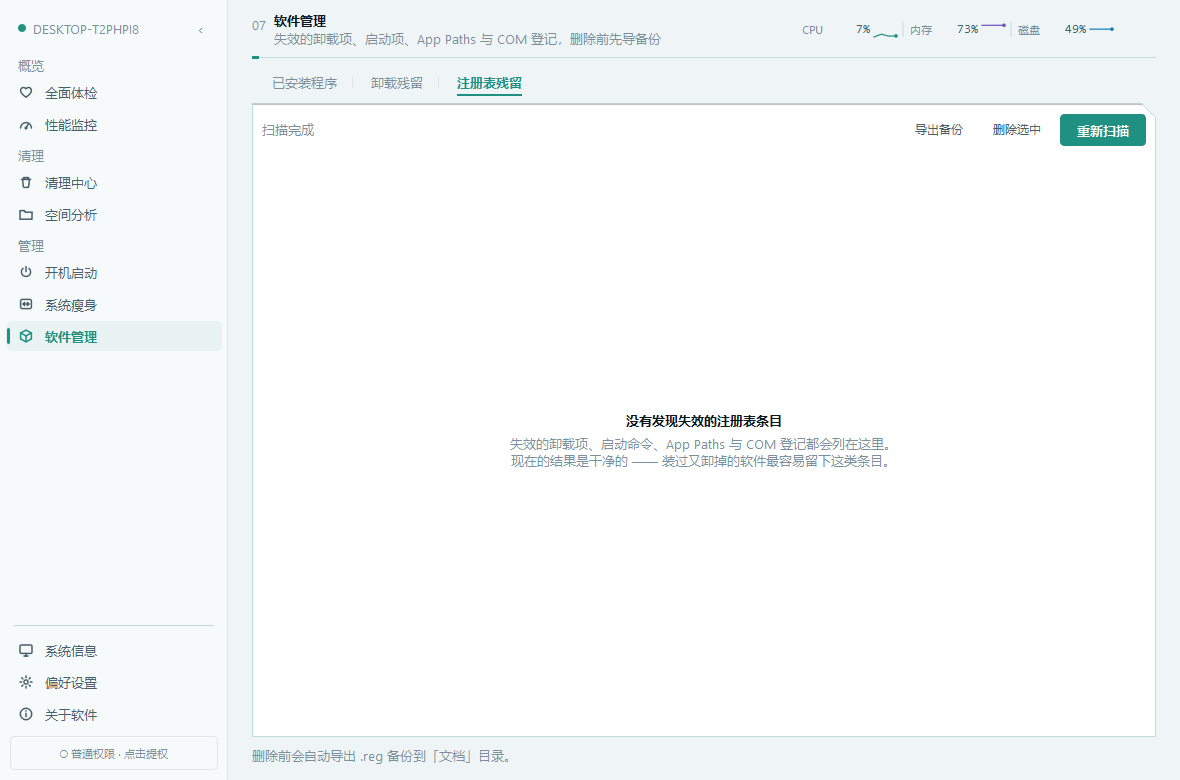 DESKTOP-T2PHPI8
概览
全面体检
性能监控
清理
清理中心
空间分析
管理
开机启动
系统瘦身
软件管理
系统信息
偏好设置
关于软件
普通权限 · 点击提权
07 软件管理
失效的卸载项、启动项、App Paths 与 COM 登记，删除前先导备份
CPU 7% 内存 73% 磁盘 49%
已安装程序 卸载残留 注册表残留
扫描完成 导出备份 删除选中 重新扫描
没有发现失效的注册表条目
失效的卸载项、启动命令、App Paths 与 COM 登记都会列在这里。
现在的结果是干净的 —— 装过又卸掉的软件最容易留下这类条目。
删除前会自动导出 .reg 备份到「文档」目录。